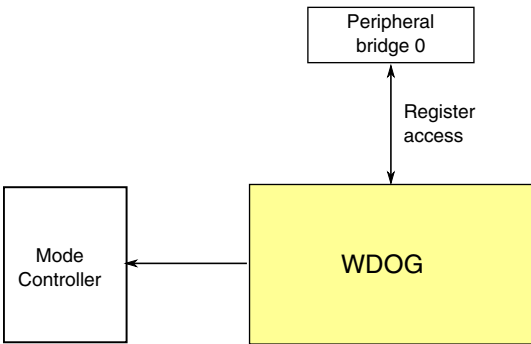 Peripheral
bridge 0
Register
access
Mode
Controller
WDOG